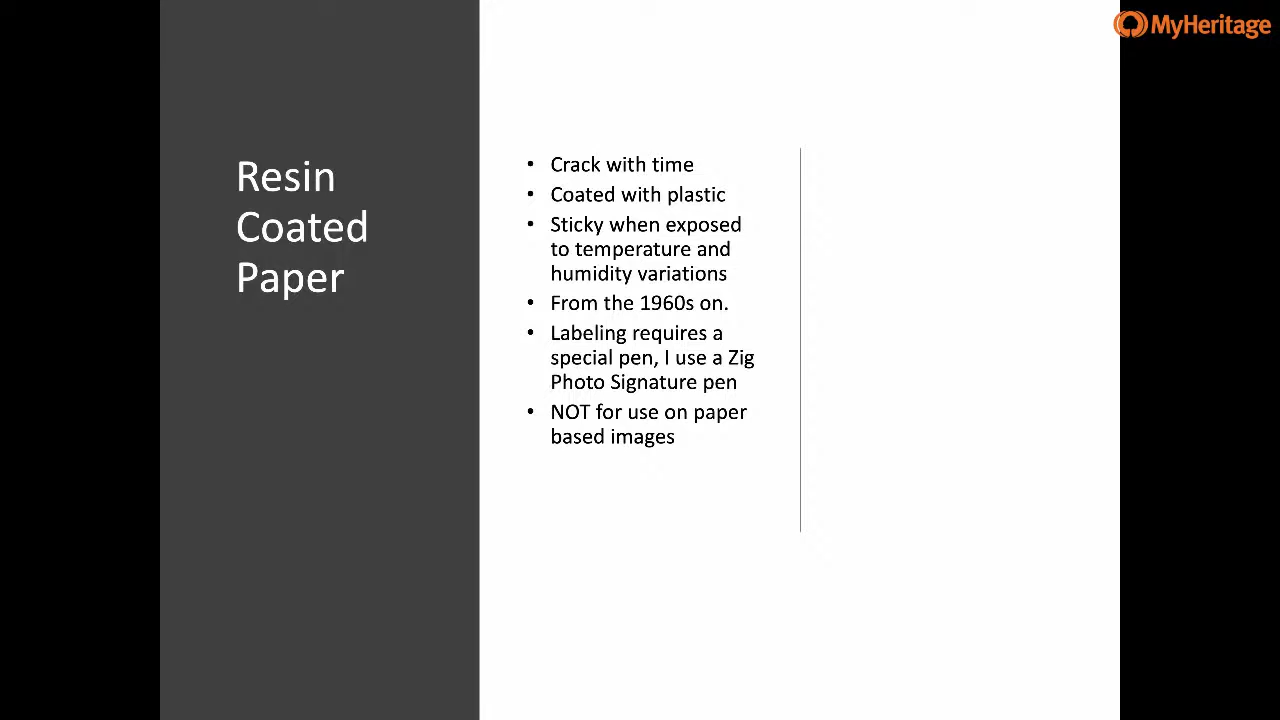 MyHeritage
Resin
Coated
Paper
• Crack with time
• Coated with plastic
• Sticky when exposed
to temperature and
humidity variations
• From the 1960s on.
• Labeling requires a
special pen, I use a Zig
Photo Signature pen
• NOT for use on paper
based images